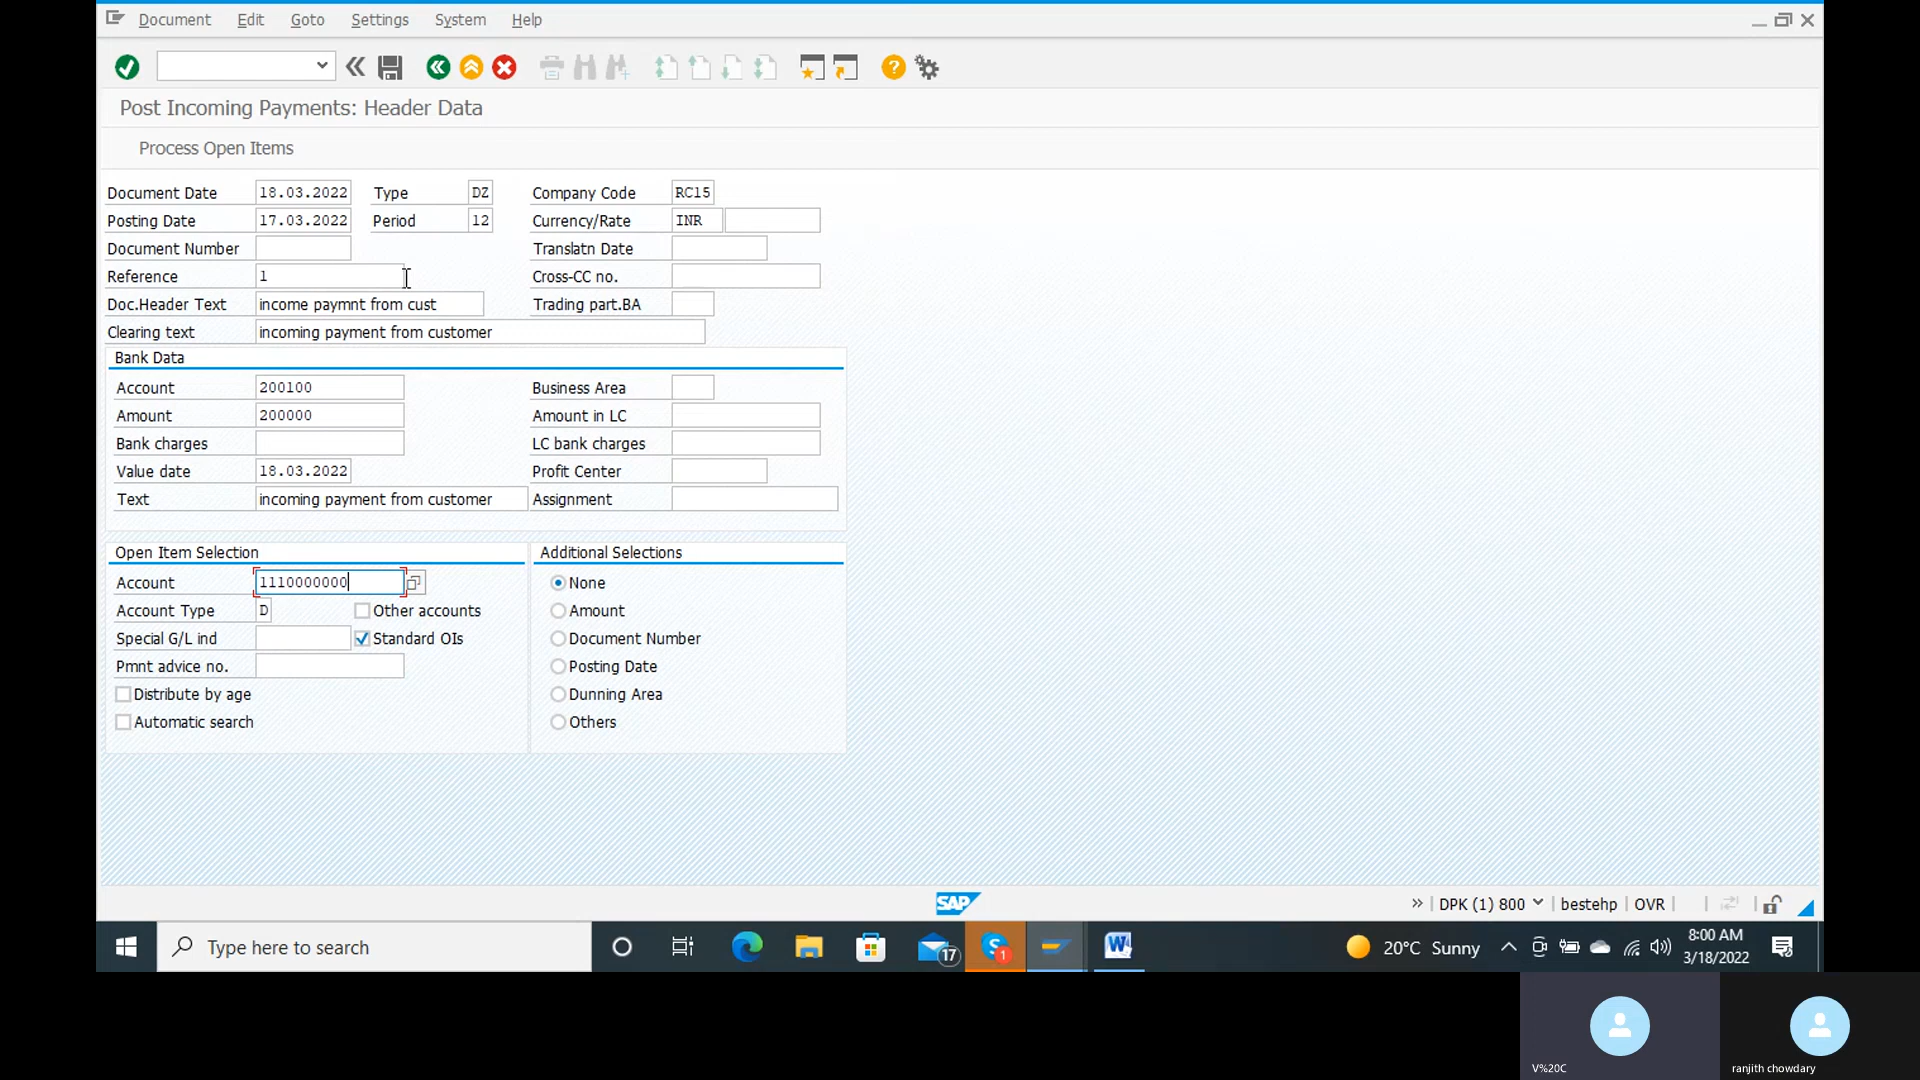 Document Edit Goto Settings System Help
Post Incoming Payments: Header Data
Process Open Items
Document Date 18.03.2022 Type DZ Company Code RC15
Posting Date 17.03.2022 Period 12 Currency/Rate INR
Document Number Translatn Date
Reference 1 Cross-CC no.
Doc.Header Text income paymnt from cust Trading part.BA
Clearing text incoming payment from customer
Bank Data
Account 200100 Business Area
Amount 200000 Amount in LC
Bank charges LC bank charges
Value date 18.03.2022 Profit Center
Text incoming payment from customer Assignment
Open Item Selection Additional Selections
Account 1110000000 None
Account Type D Other accounts Amount
Special G/L ind Standard OIs Document Number
Pmnt advice no. Posting Date
Distribute by age Dunning Area
Automatic search Others
SAP » DPK (1) 800 bestehp OVR
Type here to search 17 S 1 W 20°C Sunny 8:00 AM
3/18/2022
V%20C ranjith chowdary